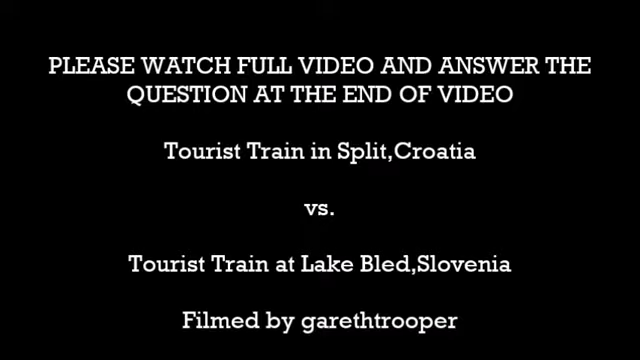 PLEASE WATCH FULL VIDEO AND ANSWER THE
QUESTION AT THE END OF VIDEO
Tourist Train in Split,Croatia
vs.
Tourist Train at Lake Bled,Slovenia
Filmed by garethtrooper